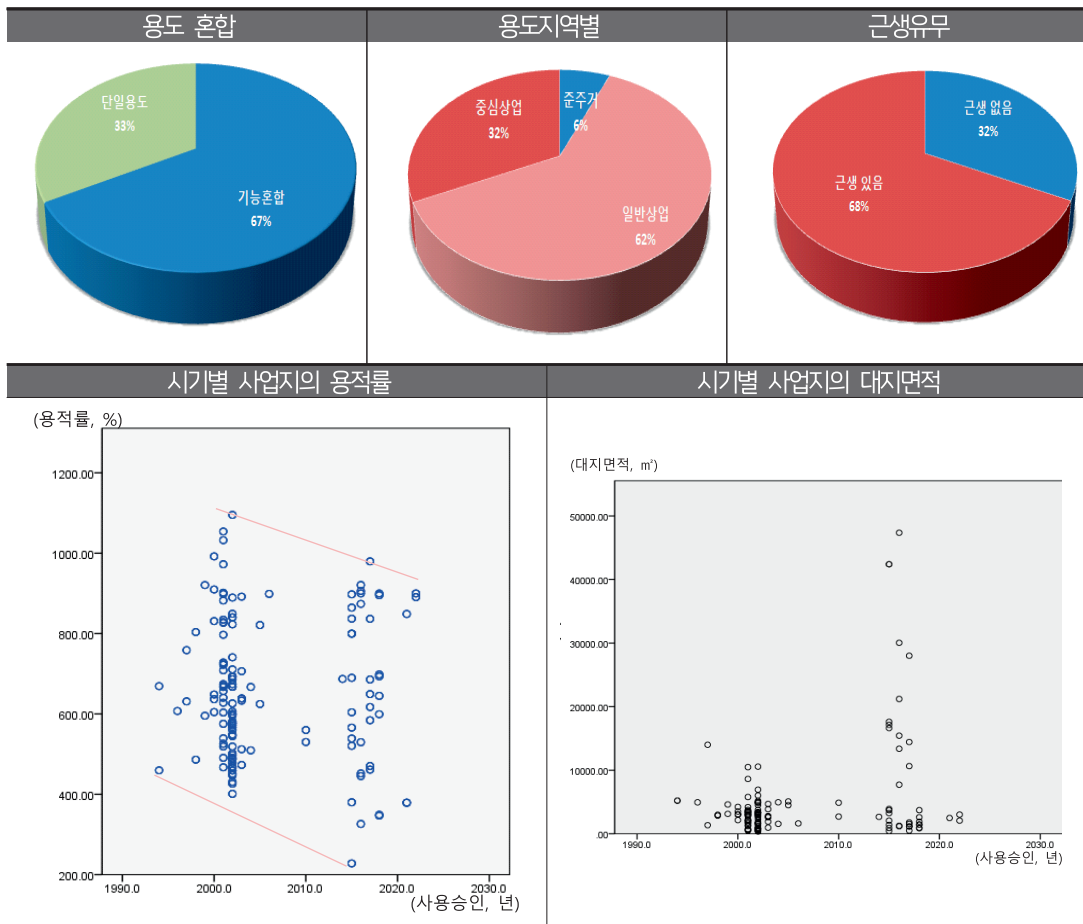 용도 혼합
용도지역별
근생유무
단일용도
33%
기능혼합
67%
중심상업
32%
준주거
6%
일반상업
62%
근생 없음
32%
근생 있음
68%
시기별 사업지의 용적률
시기별 사업지의 대지면적
(용적률, %)
1200.00
1000.00
800.00
600.00
400.00
200.00
1990.0
2000.0
2010.0
2020.0
2030.0
(사용승인, 년)
(대지면적, ㎡)
50000.00
40000.00
30000.00
20000.00
10000.00
.00
1990.0
2000.0
2010.0
2020.0
2030.0
(사용승인, 년)